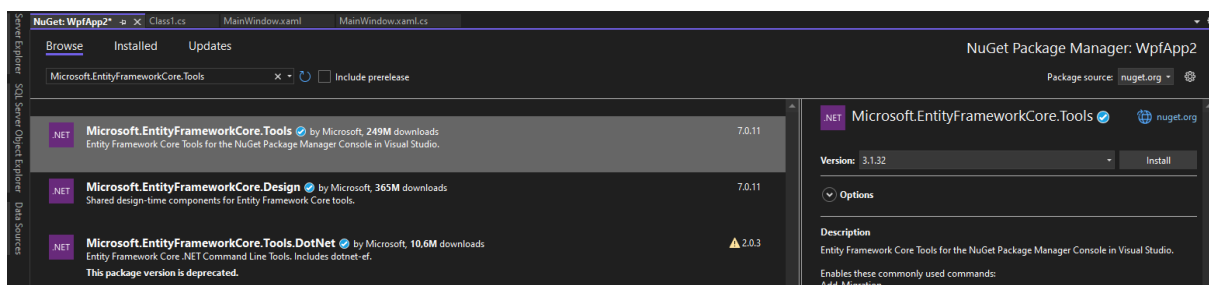 NuGet: WpfApp2* Class1.cs MainWindow.xaml MainWindow.xaml.cs
Server Explorer
SQL Server Object Explorer
Data Sources
Browse Installed Updates
NuGet Package Manager: WpfApp2
Microsoft.EntityFrameworkCore.Tools Include prerelease
Package source: nuget.org
.NET Microsoft.EntityFrameworkCore.Tools by Microsoft, 249M downloads 7.0.11
Entity Framework Core Tools for the NuGet Package Manager Console in Visual Studio.
.NET Microsoft.EntityFrameworkCore.Design by Microsoft, 365M downloads 7.0.11
Shared design-time components for Entity Framework Core tools.
.NET Microsoft.EntityFrameworkCore.Tools.DotNet by Microsoft, 10,6M downloads 2.0.3
Entity Framework Core .NET Command Line Tools. Includes dotnet-ef.
This package version is deprecated.
.NET Microsoft.EntityFrameworkCore.Tools nuget.org
Version: 3.1.32 Install
Options
Description
Entity Framework Core Tools for the NuGet Package Manager Console in Visual Studio.
Enables these commonly used commands:
Add-Migration